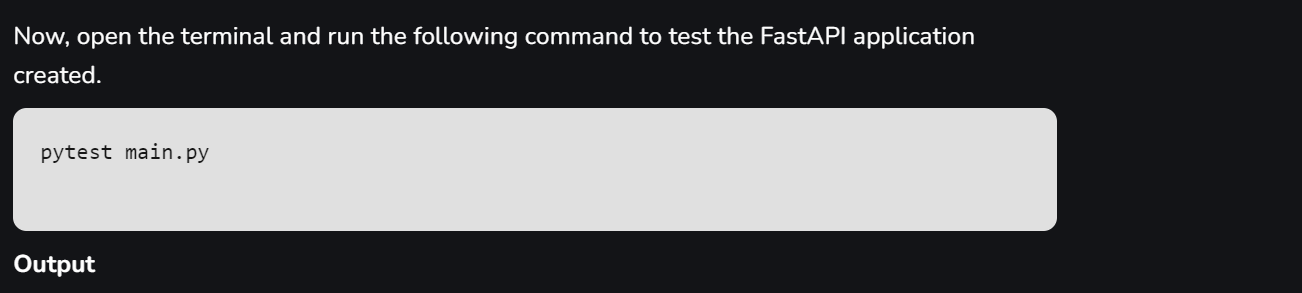 Now, open the terminal and run the following command to test the FastAPI application
created.
pytest main.py
Output